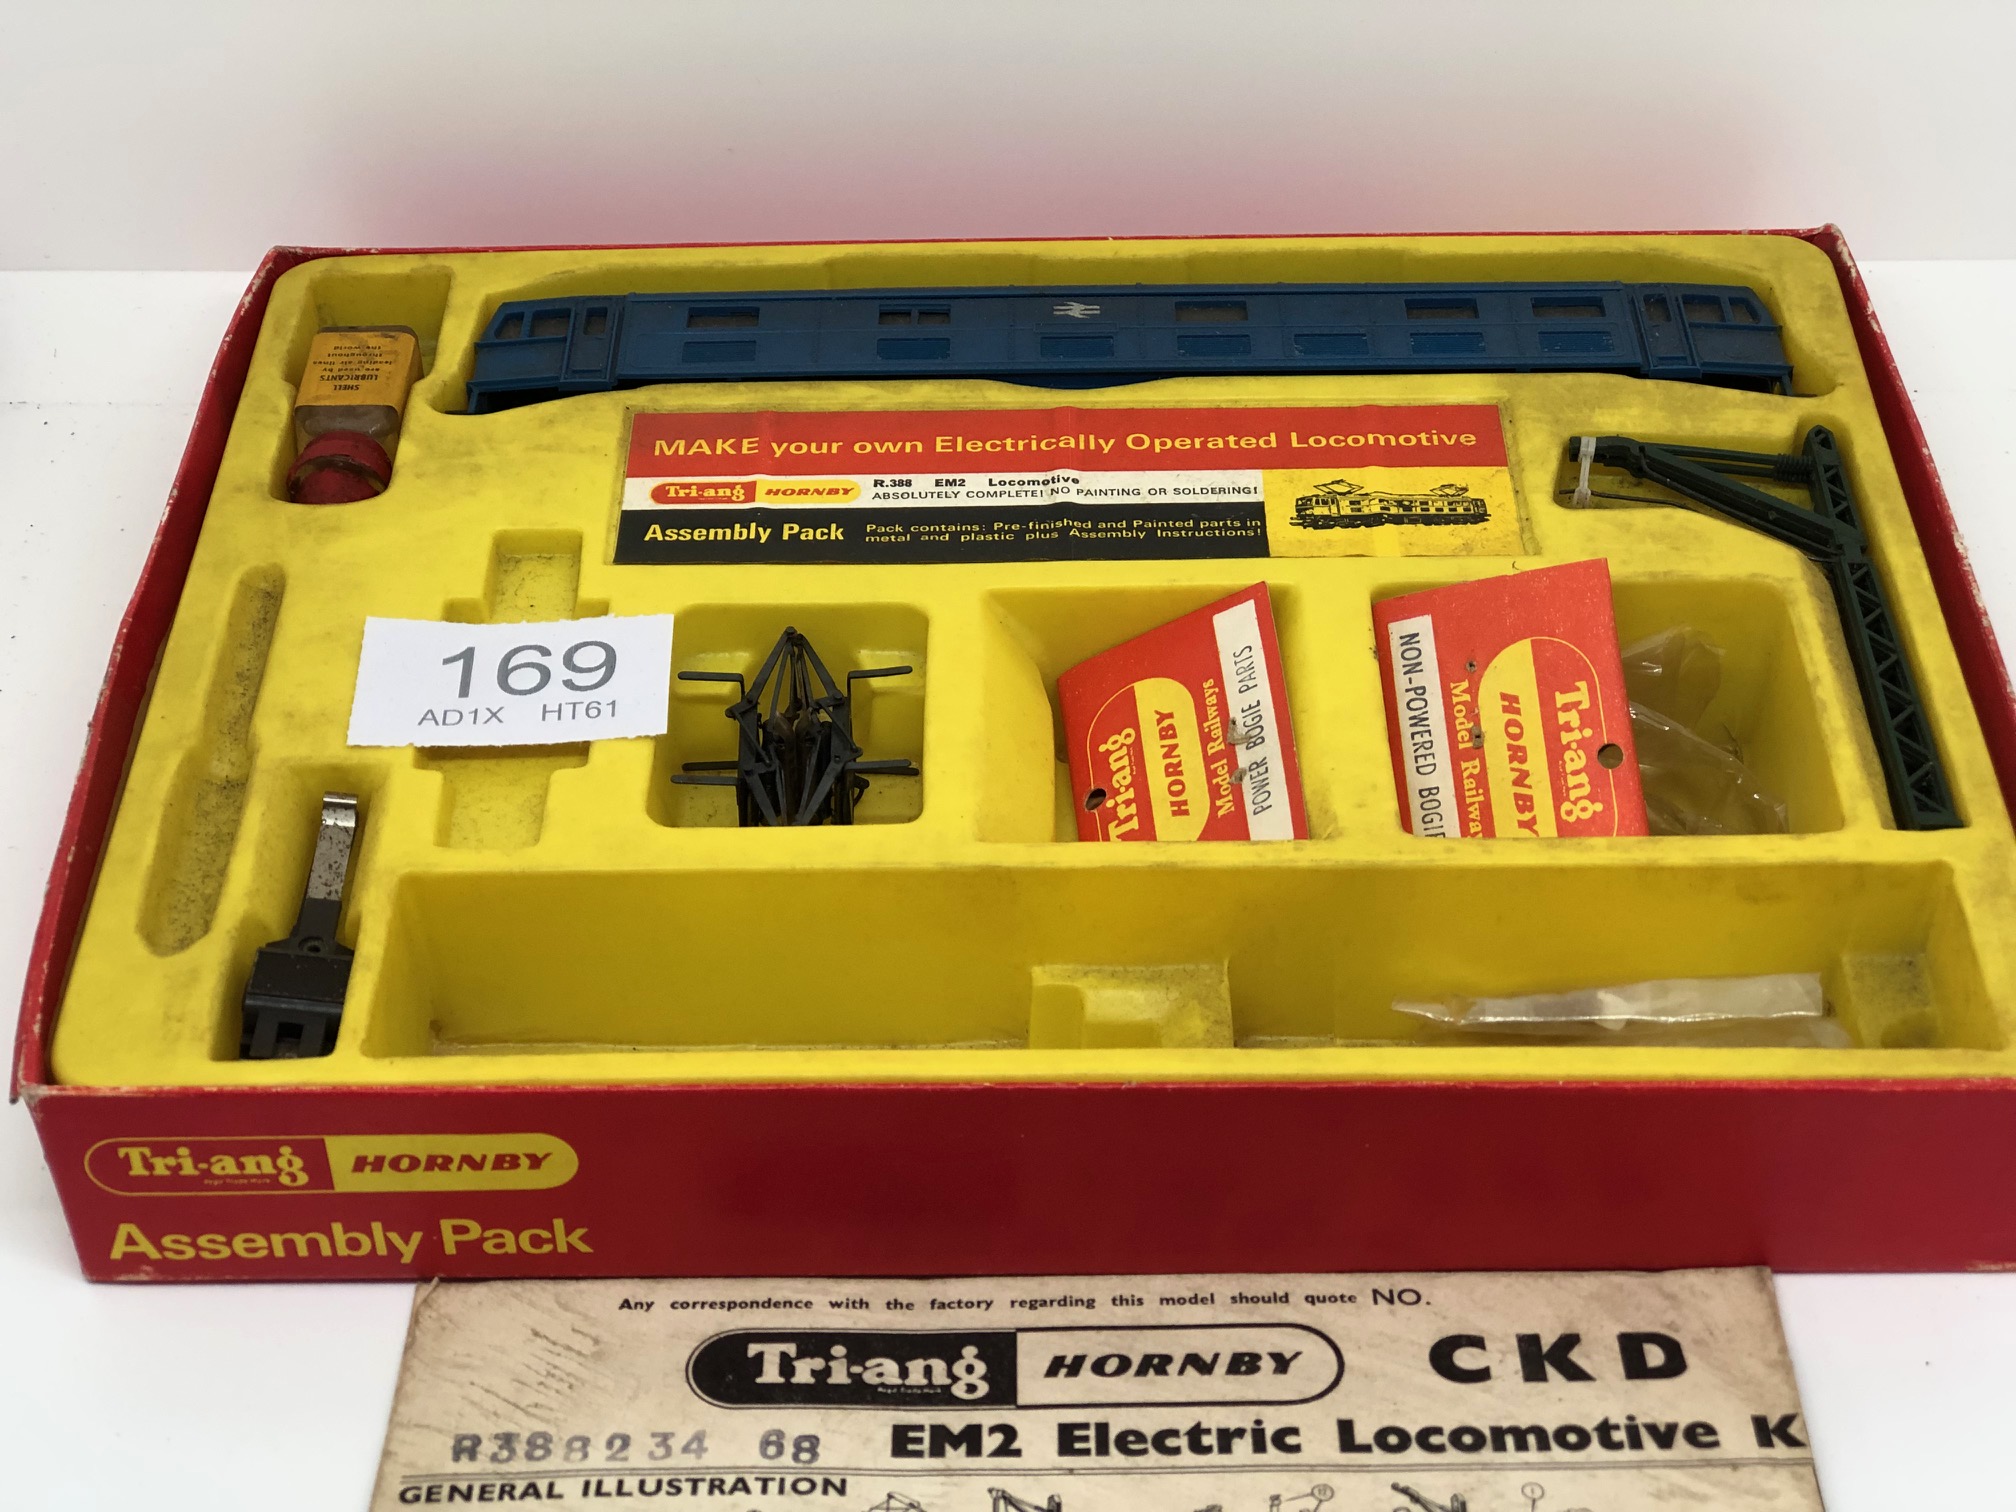 SHELL
LUBRICANTS
are used by
leading air lines
throughout
the world
MAKE your own Electrically Operated Locomotive
Tri-ang HORNBY
R.388 EM2 Locomotive
ABSOLUTELY COMPLETE! NO PAINTING OR SOLDERING!
Assembly Pack
Pack contains: Pre-finished and Painted parts in
metal and plastic plus Assembly Instructions!
169
AD1X HT61
Tri-ang
HORNBY
Model Railways
POWER BOGIE PARTS
NON-POWERED BOGIE
Model Railwa
HORNBY
Tri-ang
Tri-ang HORNBY
Assembly Pack
Any correspondence with the factory regarding this model should quote NO.
Tri-ang HORNBY CKD
R388234 68 EM2 Electric Locomotive K
GENERAL ILLUSTRATION